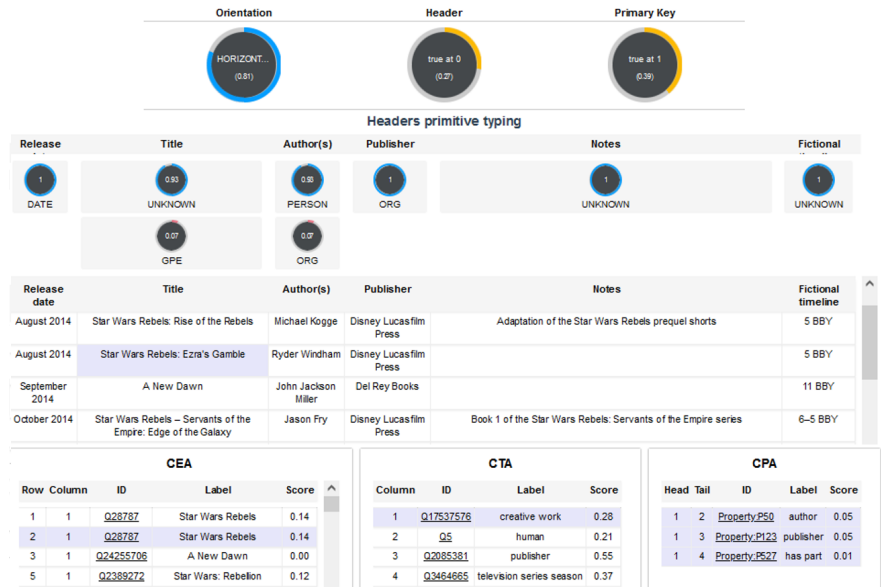 Orientation Header Primary Key
HORIZONT... true at 0 true at 1
(0.81) (0.27) (0.39)
Headers primitive typing
Release Title Author(s) Publisher Notes Fictional
1 0.93 0.93 1 1 1
DATE UNKNOWN PERSON ORG UNKNOWN UNKNOWN
0.07 0.07
GPE ORG
Release Title Author(s) Publisher Notes Fictional
date timeline
August 2014 Star Wars Rebels: Rise of the Rebels Michael Kogge Disney Lucasfilm Adaptation of the Star Wars Rebels prequel shorts 5 BBY
Press
August 2014 Star Wars Rebels: Ezra's Gamble Ryder Windham Disney Lucasfilm 5 BBY
Press
September A New Dawn John Jackson Del Rey Books 11 BBY
2014 Miller
October 2014 Star Wars Rebels – Servants of the Jason Fry Disney Lucasfilm Book 1 of the Star Wars Rebels: Servants of the Empire series 6–5 BBY
Empire: Edge of the Galaxy Press
CEA CTA CPA
Row Column ID Label Score Column ID Label Score Head Tail ID Label Score
1 1 Q28787 Star Wars Rebels 0.14 1 Q17537576 creative work 0.28 1 2 Property:P50 author 0.05
2 1 Q28787 Star Wars Rebels 0.14 2 Q5 human 0.21 1 3 Property:P123 publisher 0.05
3 1 Q24255706 A New Dawn 0.00 3 Q2085381 publisher 0.55 1 4 Property:P527 has part 0.01
5 1 Q2389272 Star Wars: Rebelion 0.12 4 Q3464665 television series season 0.37